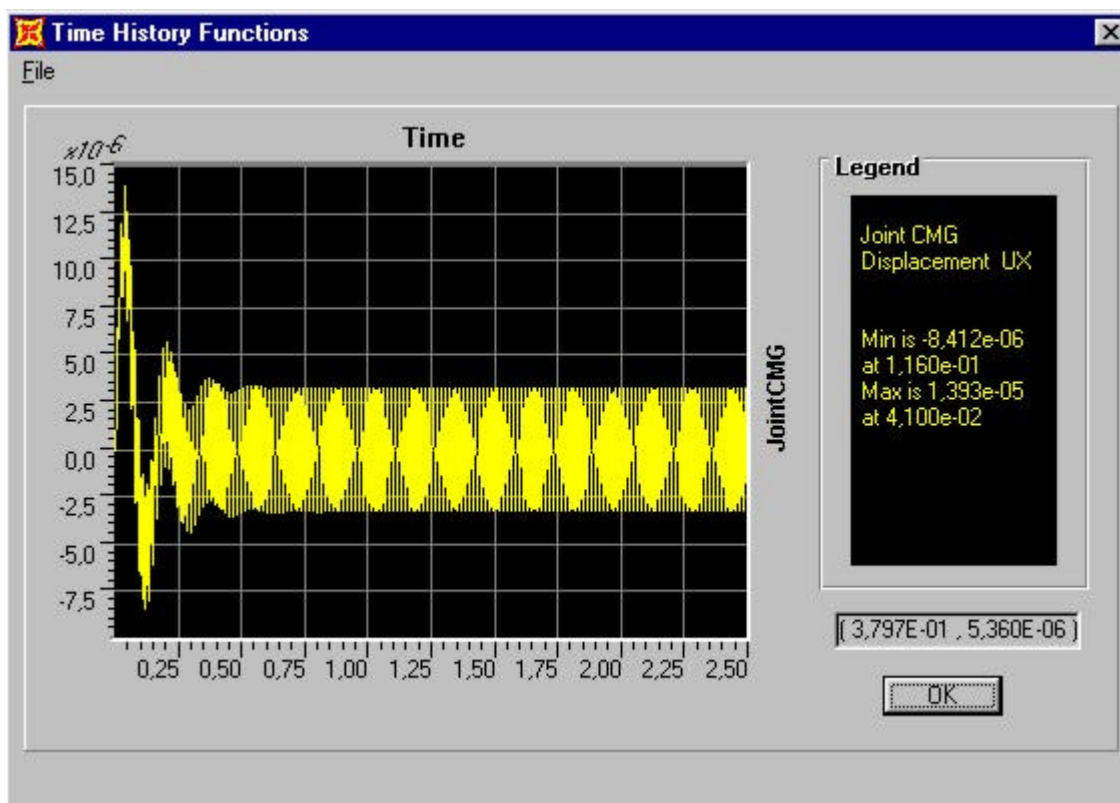 Time History Functions
File
Time
x10-6
15,0
12,5
10,0
7,5
5,0
2,5
0,0
-2,5
-5,0
-7,5
0,25 0,50 0,75 1,00 1,25 1,50 1,75 2,00 2,25 2,50
JointCMG
Legend
Joint CMG
Displacement UX
Min is -8,412e-06
at 1,160e-01
Max is 1,393e-05
at 4,100e-02
( 3,797E-01 , 5,360E-06 )
OK